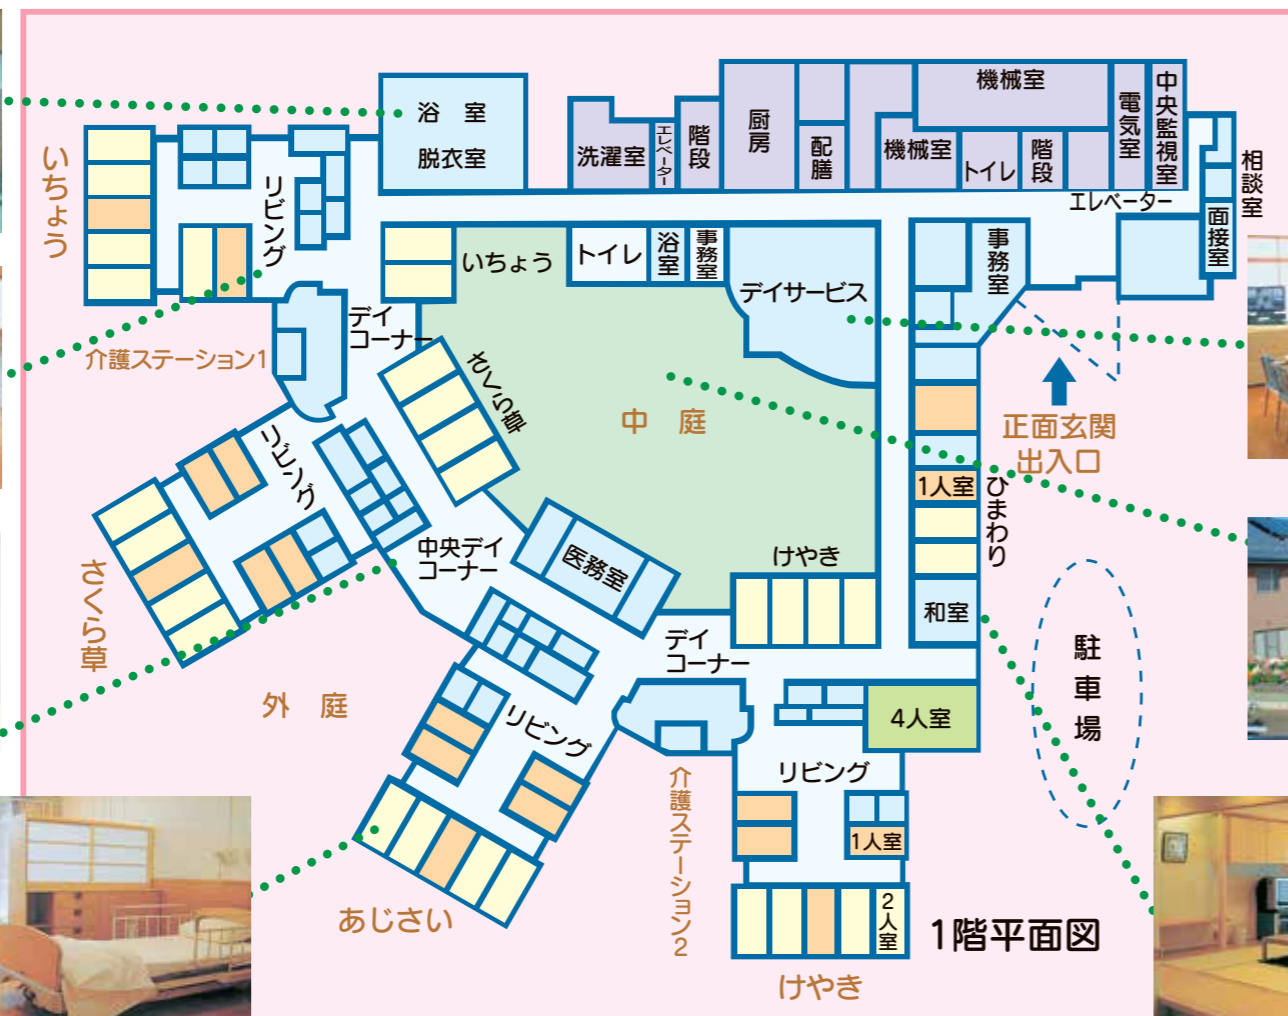 浴 室
脱衣室
洗濯室
エレベーター
階段
厨房
配膳
機械室
機械室
トイレ
階段
電気室
中央監視室
エレベーター
相談室
面接室
いちょう
リビング
いちょう
トイレ
浴室
事務室
デイサービス
事務室
デイ
コーナー
介護ステーション1
さくら草
中 庭
正面玄関
出入口
1人室
ひまわり
リビング
さくら草
中央デイ
コーナー
医務室
けやき
和室
駐車場
外 庭
デイ
コーナー
リビング
4人室
リビング
介護ステーション2
1人室
あじさい
2人室
1階平面図
けやき